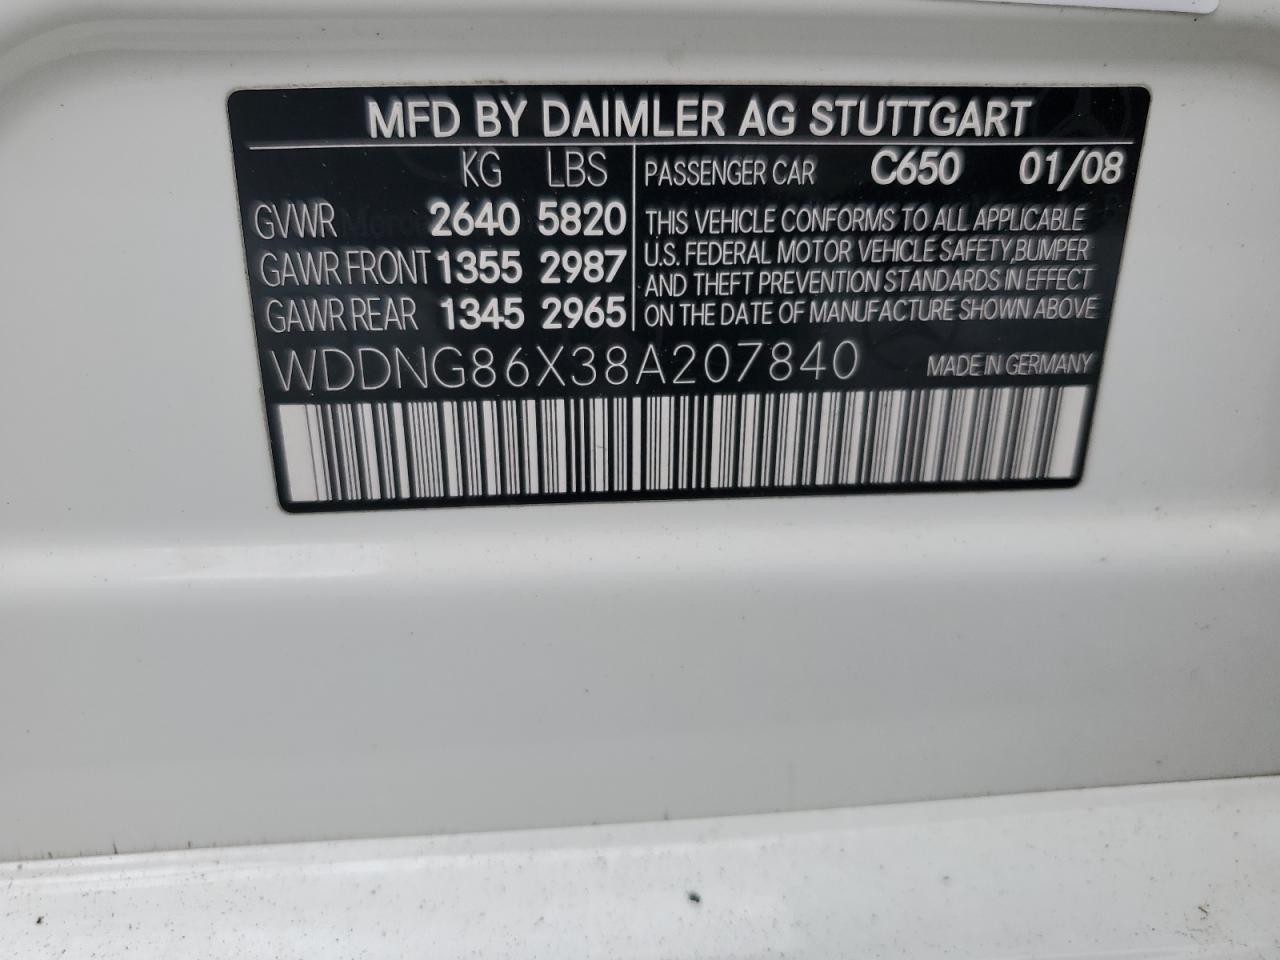 MFD BY DAIMLER AG STUTTGART
KG LBS
GVWR 2640 5820
GAWR FRONT 1355 2987
GAWR REAR 1345 2965
PASSENGER CAR C650 01/08
THIS VEHICLE CONFORMS TO ALL APPLICABLE
U.S. FEDERAL MOTOR VEHICLE SAFETY,BUMPER
AND THEFT PREVENTION STANDARDS IN EFFECT
ON THE DATE OF MANUFACTURE SHOWN ABOVE
WDDNG86X38A207840 MADE IN GERMANY